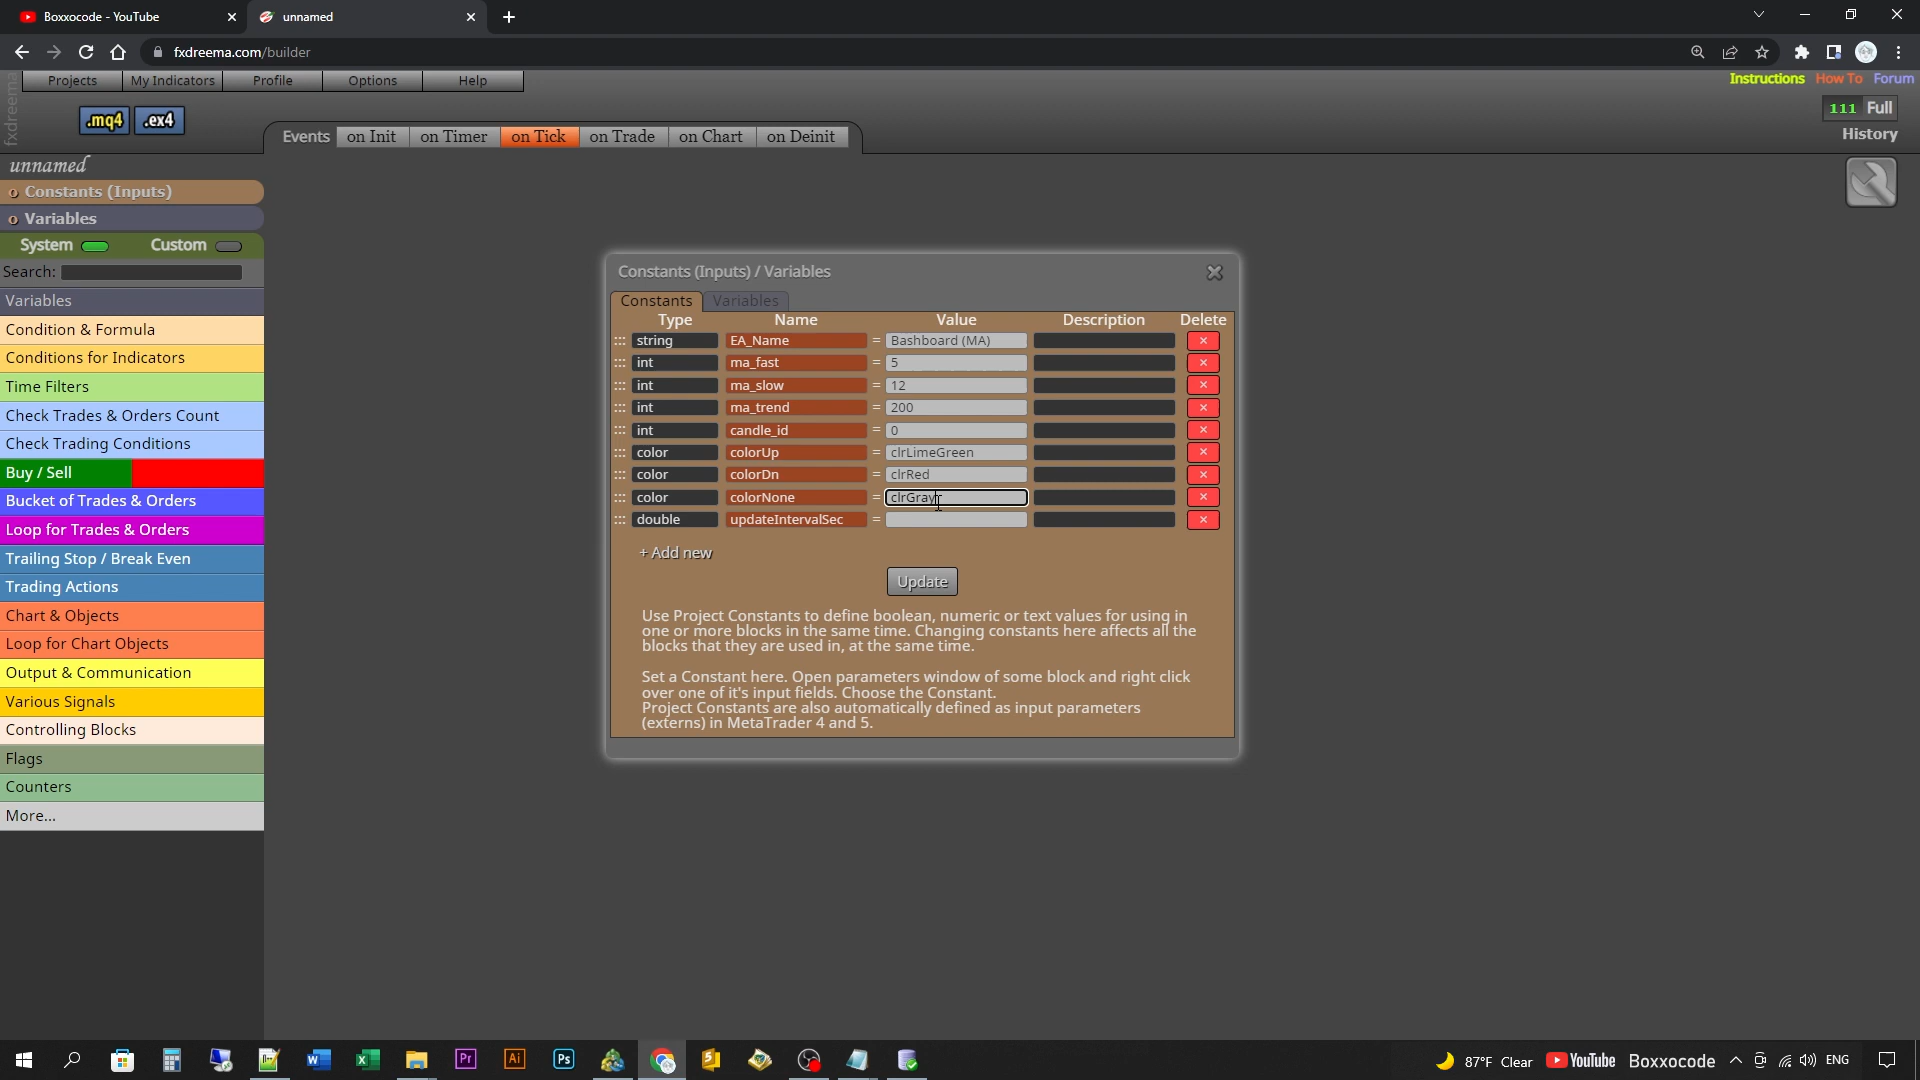 Boxxocode - YouTube
unnamed
fxdreema.com/builder
Projects
My Indicators
Profile
Options
Help
Instructions
How To
Forum
fxdreema
.mq4
.ex4
111 Full
History
Events
on Init
on Timer
on Tick
on Trade
on Chart
on Deinit
unnamed
o Constants (Inputs)
o Variables
System
Custom
Search:
Variables
Condition & Formula
Conditions for Indicators
Time Filters
Check Trades & Orders Count
Check Trading Conditions
Buy / Sell
Bucket of Trades & Orders
Loop for Trades & Orders
Trailing Stop / Break Even
Trading Actions
Chart & Objects
Loop for Chart Objects
Output & Communication
Various Signals
Controlling Blocks
Flags
Counters
More...
Constants (Inputs) / Variables
Constants
Variables
Type Name Value Description Delete
::: string EA_Name = Bashboard (MA)
::: int ma_fast = 5
::: int ma_slow = 12
::: int ma_trend = 200
::: int candle_id = 0
::: color colorUp = clrLimeGreen
::: color colorDn = clrRed
::: color colorNone = clrGray
::: double updateIntervalSec =
+ Add new
Update
Use Project Constants to define boolean, numeric or text values for using in
one or more blocks in the same time. Changing constants here affects all the
blocks that they are used in, at the same time.
Set a Constant here. Open parameters window of some block and right click
over one of it's input fields. Choose the Constant.
Project Constants are also automatically defined as input parameters
(externs) in MetaTrader 4 and 5.
Pr
Ai
Ps
87°F Clear
YouTube
Boxxocode
ENG